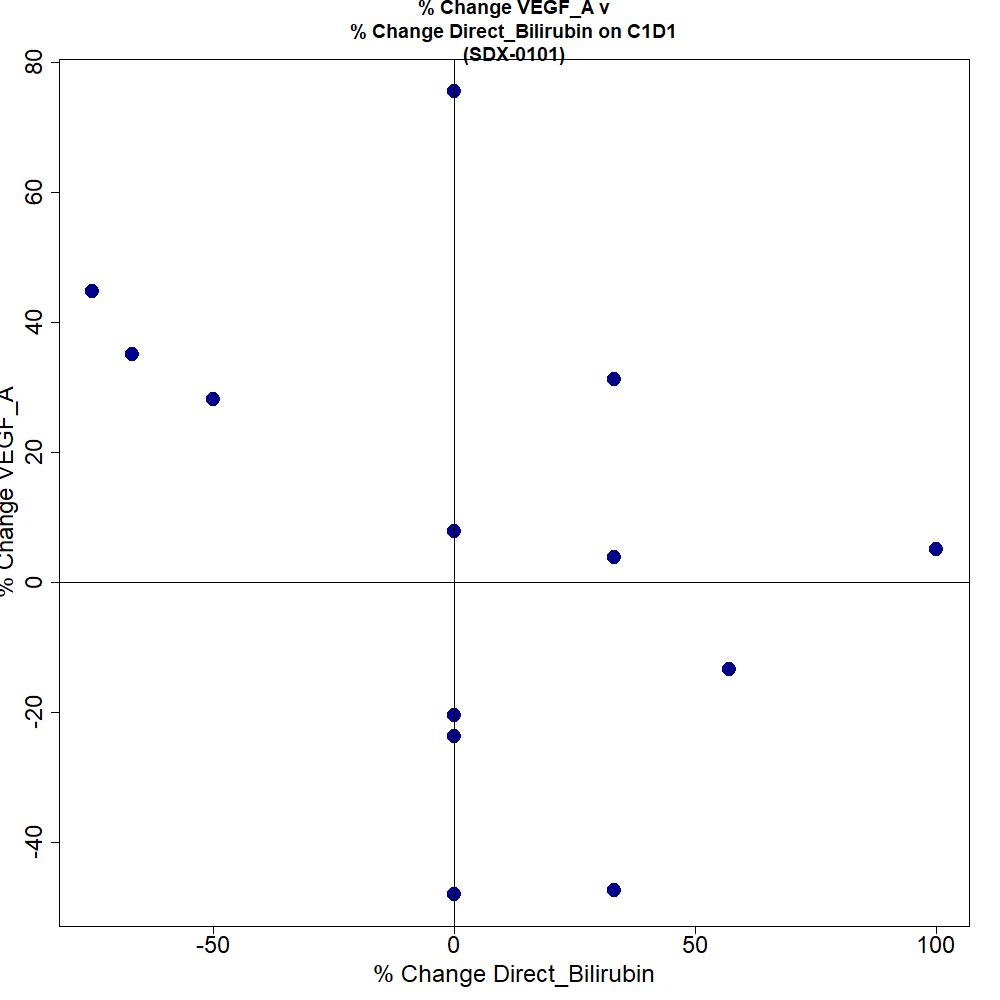 % Change VEGF_A v
% Change Direct_Bilirubin on C1D1
(SDX-0101)
80
60
40
20
0
-20
-40
% Change VEGF_A
-50
0
50
100
% Change Direct_Bilirubin